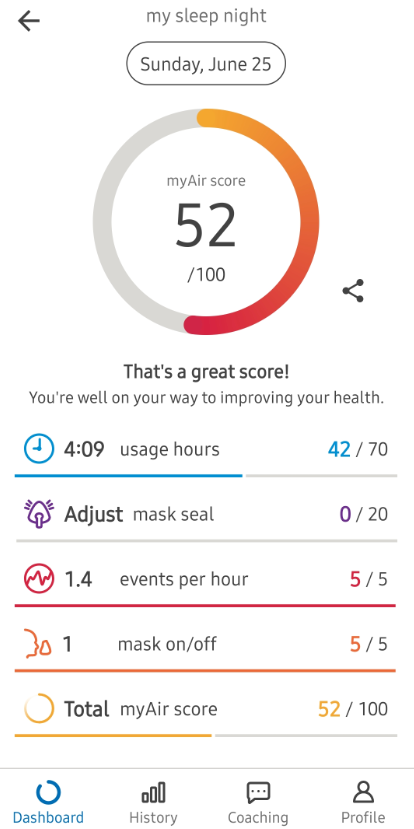 my sleep night
Sunday, June 25
myAir score
52
/100
That's a great score!
You're well on your way to improving your health.
4:09 usage hours 42 / 70
Adjust mask seal 0 / 20
1.4 events per hour 5 / 5
1 mask on/off 5 / 5
Total myAir score 52 / 100
Dashboard History Coaching Profile